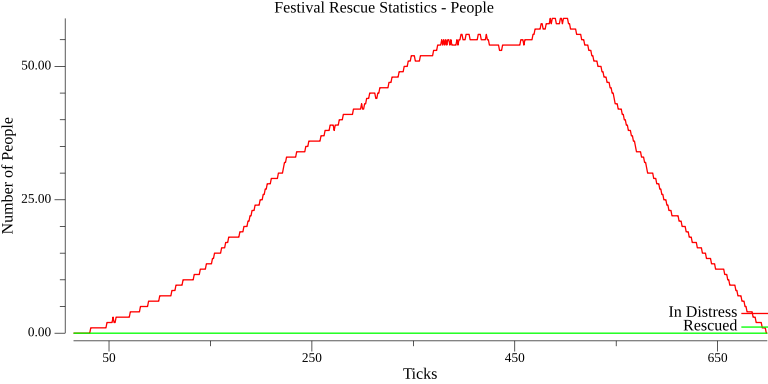 Festival Rescue Statistics - People
Number of People
50.00
25.00
0.00
In Distress
Rescued
50
250
450
650
Ticks